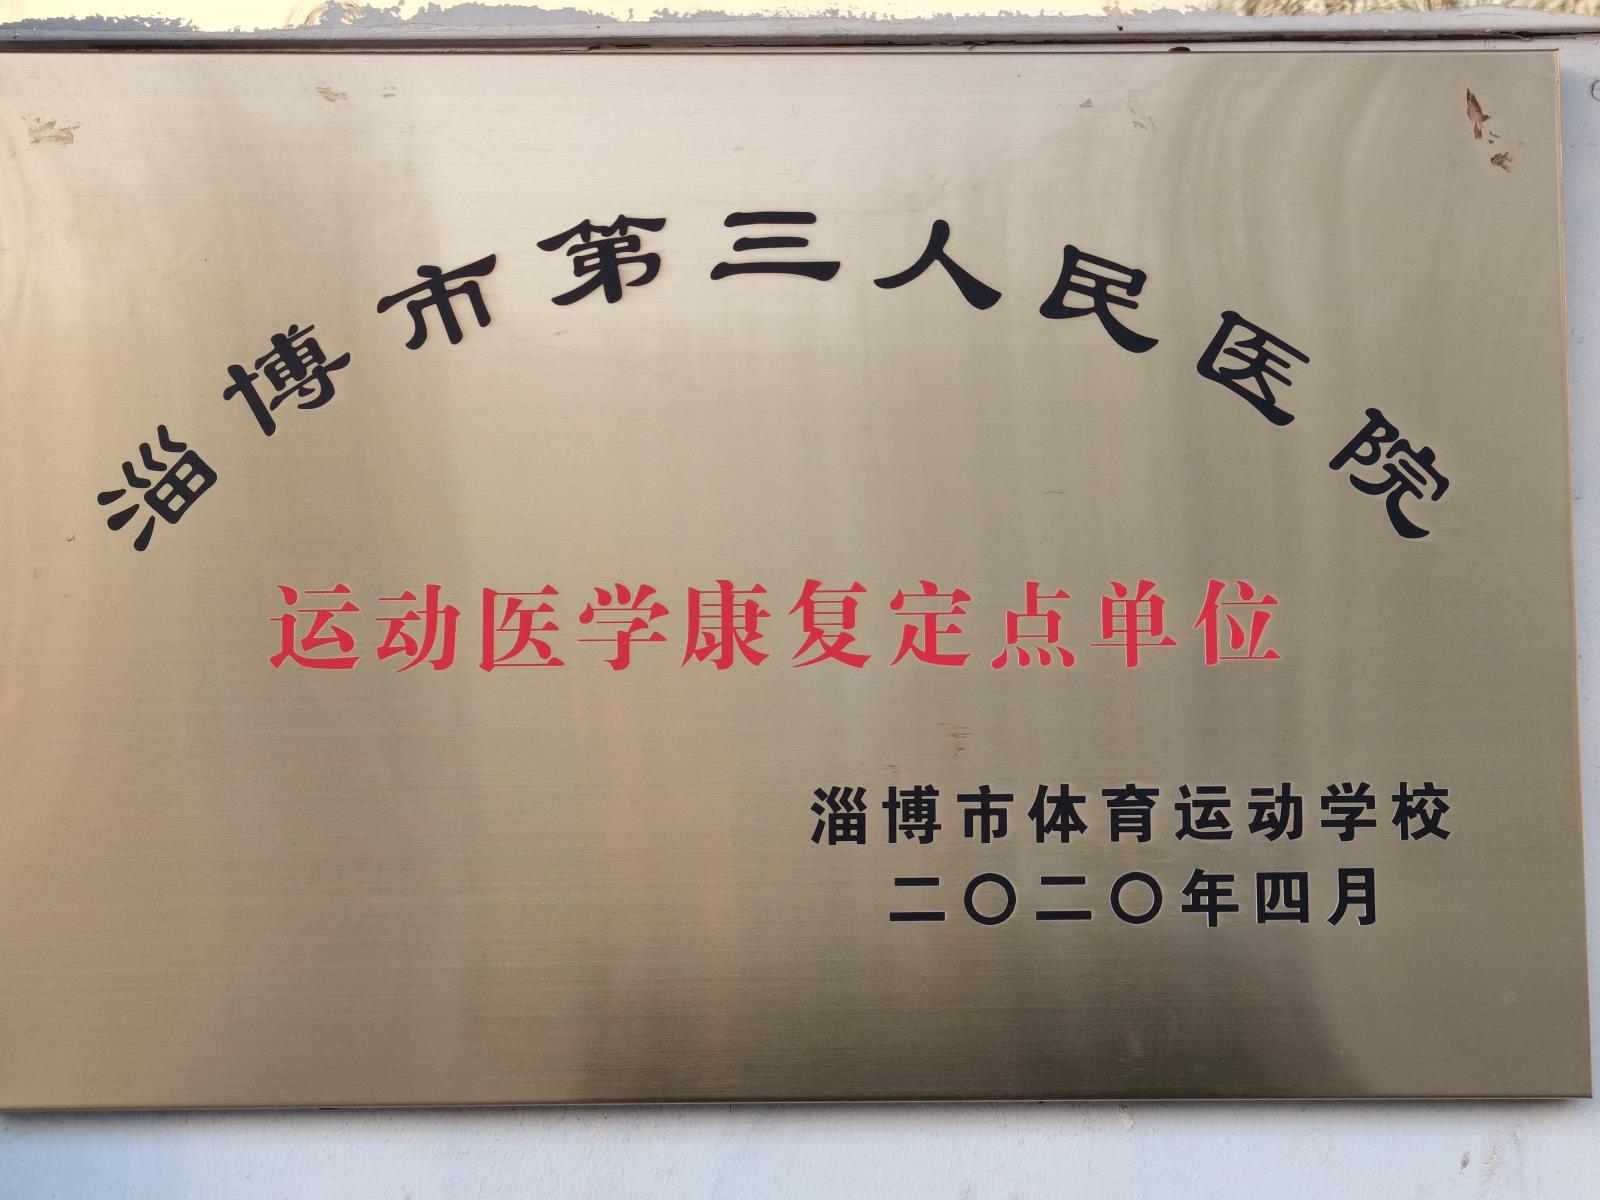 淄博市第三人民医院
运动医学康复定点单位
淄博市体育运动学校
二〇二〇年四月